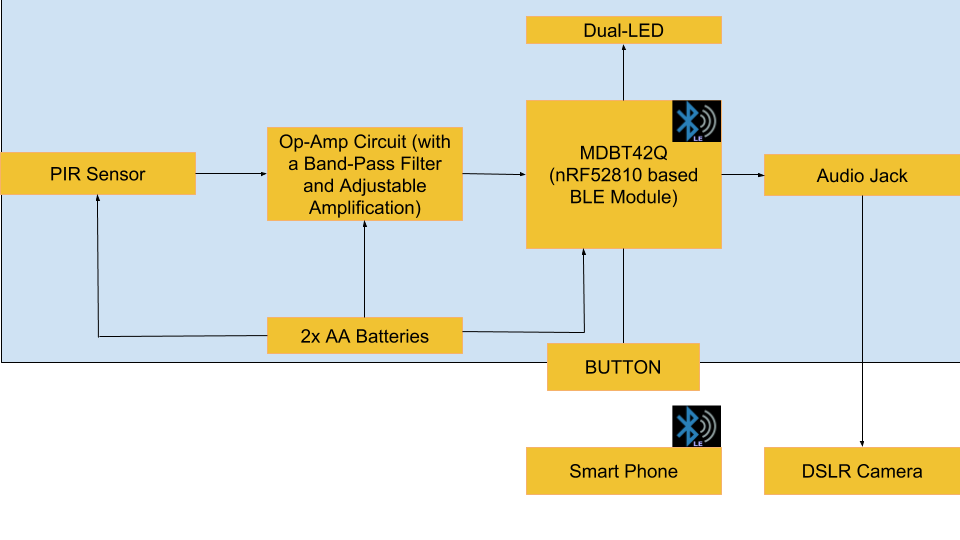 Dual-LED
LE
MDBT42Q
(nRF52810 based
BLE Module)
Op-Amp Circuit (with
a Band-Pass Filter
and Adjustable
Amplification)
PIR Sensor
Audio Jack
2x AA Batteries
BUTTON
LE
Smart Phone
DSLR Camera